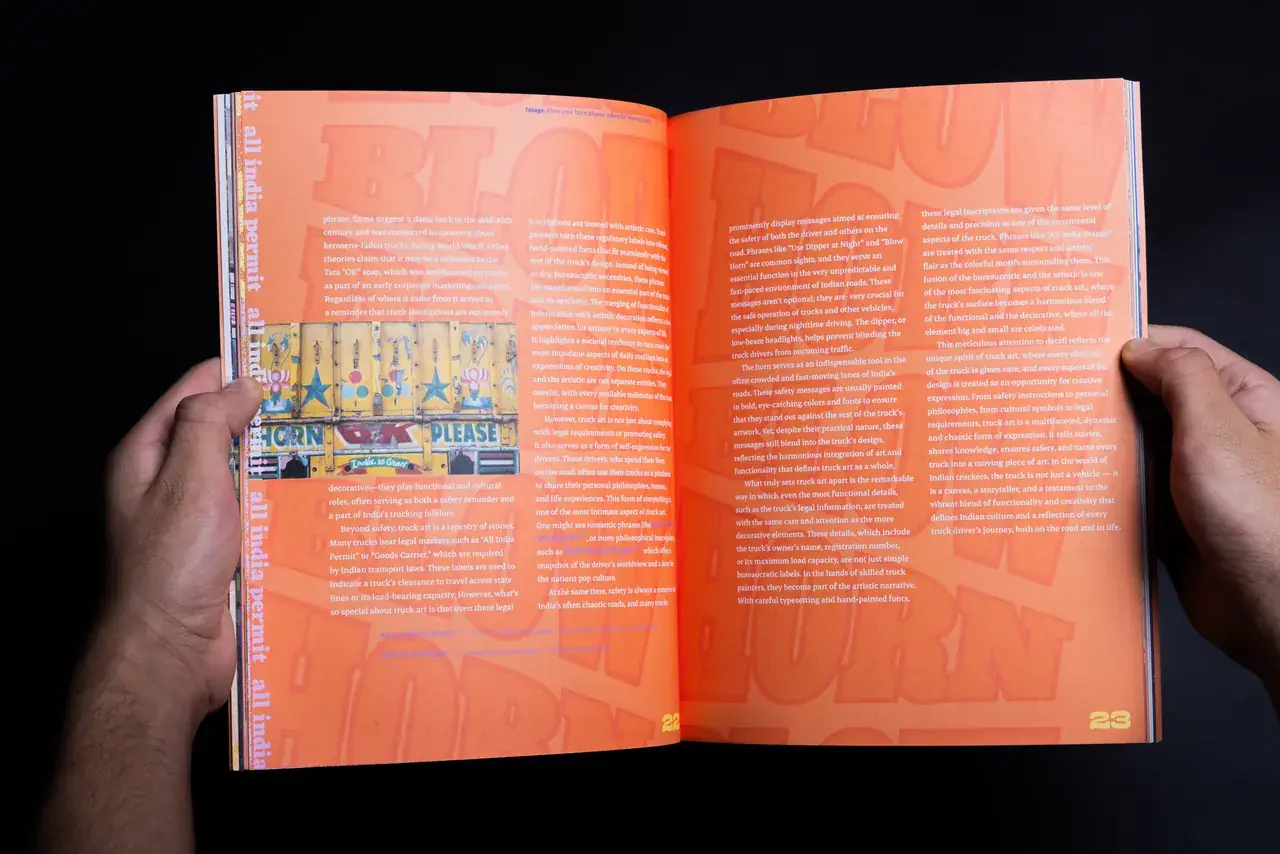 all india permit
all india permit
all india permit
all india
Image:
phrase. Some suggest it dates back to the mid-20th
century and was connected to
kerosene-laden trucks during World War II. Other
theories claim that it
Tata "OK" soap, which was
as part of an early corporate marketing
Regardless of where it came from it serves as
a reminder that truck inscriptions are not merely
HORN OK PLEASE
India is Great
decorative—they play functional and cultural
roles, often serving as both a safety reminder and
a part of India's trucking folklore.
Beyond safety, truck art is a tapestry of stories.
Many trucks bear legal markers such as "All India
Permit" or "Goods Carrier," which are required
by Indian transport laws. These labels are used to
indicate a truck's clearance to travel across state
lines or its load-bearing capacity. However, what's
so special about truck art is that even these legal
inscriptions are treated with artistic care. Truck
painters turn these regulatory labels into
hand-painted forms that fit seamlessly with the
rest of the truck's design. Instead of being
as dry, bureaucratic necessities, these phrases
are transformed into an essential part of the
aesthetic. The merging of functional
information with artistic decoration reflects
appreciation for artistry in every aspect of
It highlights a societal tendency to turn even the
most mundane aspects of daily routines into
expressions of creativity. On these trucks, the
and the artistic are not separate entities. They
coexist, with every available
becoming a canvas for creativity.
However, truck art is not just about complying
with legal requirements or promoting safety.
It also serves as a form of self-expression for the
drivers. Truck drivers, who spend their
on the road, often use their trucks as a
to share their personal philosophies, humor,
and life experiences. This form of storytelling is
one of the most intimate aspect of truck art.
One might see romantic phrases like
, or more philosophical
such as which offer a
snapshot of the driver's worldview and
the nations pop culture.
At the same time, safety is always a concern
India's often chaotic roads, and many trucks
22
prominently display messages aimed at ensuring
the safety of both the driver and others on the
road. Phrases like "Use Dipper at Night" and "Blow
Horn" are common sights, and they serve an
essential function in the very unpredictable and
fast-paced environment of Indian roads. These
messages aren't optional; they are very crucial for
the safe operation of trucks and other vehicles,
especially during nighttime driving. The dipper, or
low-beam headlights, helps prevent blinding the
truck drivers from oncoming traffic.
The horn serves as an indispensable tool in the
often crowded and fast-moving lanes of India's
roads. These safety messages are usually painted
in bold, eye-catching colors and fonts to ensure
that they stand out against the rest of the truck's
artwork. Yet, despite their practical nature, these
messages still blend into the truck's design,
reflecting the harmonious integration of art and
functionality that defines truck art as a whole.
What truly sets truck art apart is the remarkable
way in which even the most functional details,
such as the truck's legal information, are treated
with the same care and attention as the more
decorative elements. These details, which include
the truck's owner's name, registration number,
or its maximum load capacity, are not just simple
bureaucratic labels. In the hands of skilled truck
painters, they become part of the artistic narrative.
With careful typesetting and hand-painted fonts,
these legal inscriptions are given the same level of
details and precision as any of the ornamental
aspects of the truck. Phrases like "All India Permit"
are treated with the same respect and artistic
flair as the colorful motifs surrounding them. This
fusion of the bureaucratic and the artistic is one
of the most fascinating aspects of truck art,, where
the truck's surface becomes a harmonious blend
of the functional and the decorative, where all the
element big and small are celebrated.
This meticulous attention to detail reflects the
unique spirit of truck art, where every element
of the truck is given care, and every aspect of its
design is treated as an opportunity for creative
expression. From safety instructions to personal
philosophies, from cultural symbols to legal
requirements, truck art is a multifaceted, dynamic
and chaotic form of expression. it tells stories,
shares knowledge, ensures safety, and turns every
truck into a moving piece of art. In the world of
Indian truckers, the truck is not just a vehicle — it
is a canvas, a storyteller, and a testament to the
vibrant blend of functionality and creativity that
defines Indian culture and a reflection of every
truck driver's journey, both on the road and in life.
23
BLOW
HORN
BLOW
HORN